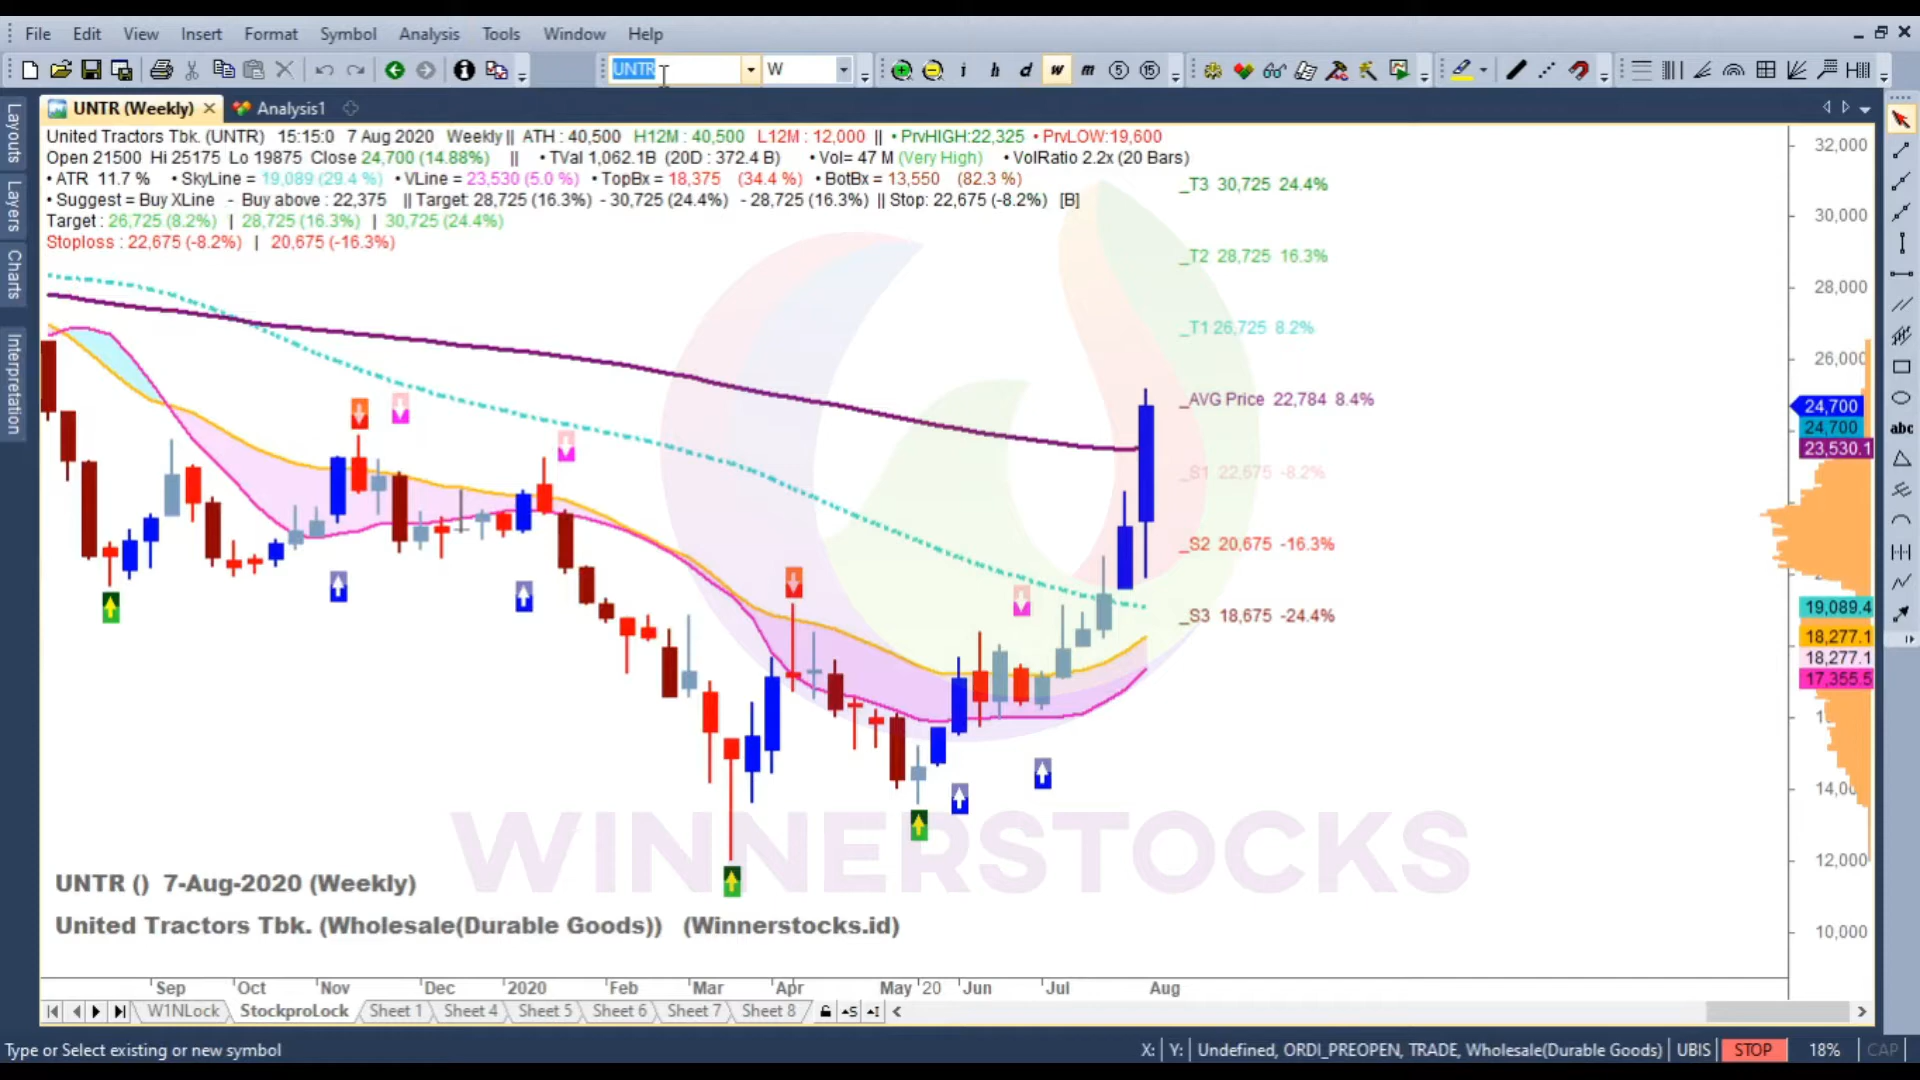 File Edit View Insert Format Symbol Analysis Tools Window Help
UNTR W i h d w m 5 15
UNTR (Weekly) Analysis1
Layouts
Layers
Charts
Interpretation
United Tractors Tbk. (UNTR) 15:15:0 7 Aug 2020 Weekly|| ATH : 40,500 H12M : 40,500 L12M : 12,000 || • PrvHIGH:22,325 • PrvLOW:19,600
Open 21500 Hi 25175 Lo 19875 Close 24,700 (14.88%) || • TVal 1,062.1B (20D : 372.4 B) • Vol= 47 M (Very High) • VolRatio 2.2x (20 Bars)
• ATR 11.7 % • SkyLine = 19,089 (29.4 %) • VLine = 23,530 (5.0 %) • TopBx = 18,375 (34.4 %) • BotBx = 13,550 (82.3 %)
• Suggest = Buy XLine - Buy above : 22,375 || Target: 28,725 (16.3%) - 30,725 (24.4%) - 28,725 (16.3%) || Stop: 22,675 (-8.2%) [B]
Target : 26,725 (8.2%) | 28,725 (16.3%) | 30,725 (24.4%)
Stoploss : 22,675 (-8.2%) | 20,675 (-16.3%)
_T3 30,725 24.4%
_T2 28,725 16.3%
_T1 26,725 8.2%
_AVG Price 22,784 8.4%
_S1 22,675 -8.2%
_S2 20,675 -16.3%
_S3 18,675 -24.4%
32,000
30,000
28,000
26,000
24,700
24,700
23,530.1
19,089.4
18,277.1
18,277.1
17,355.5
14,00
12,000
10,000
abc
WINNERSTOCKS
UNTR () 7-Aug-2020 (Weekly)
United Tractors Tbk. (Wholesale(Durable Goods)) (Winnerstocks.id)
Sep Oct Nov Dec 2020 Feb Mar Apr May '20 Jun Jul Aug
W1NLock StockproLock Sheet 1 Sheet 4 Sheet 5 Sheet 6 Sheet 7 Sheet 8
Type or Select existing or new symbol X: Y: Undefined, ORDI_PREOPEN, TRADE, Wholesale(Durable Goods) UBIS STOP 18% CAP